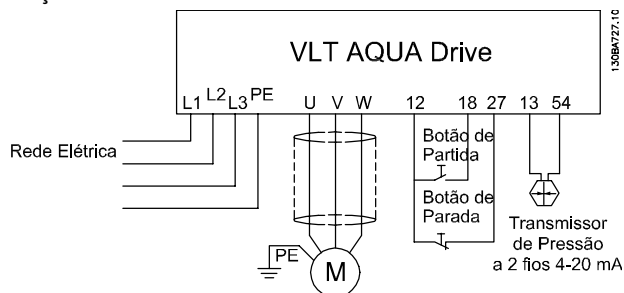 130BA727.10
VLT AQUA Drive
L1 L2 L3 PE U V W 12 18 27 13 54
Rede Elétrica
Botão de
Partida
Botão de
Parada
Transmissor
de Pressão
a 2 fios 4-20 mA
PE
M